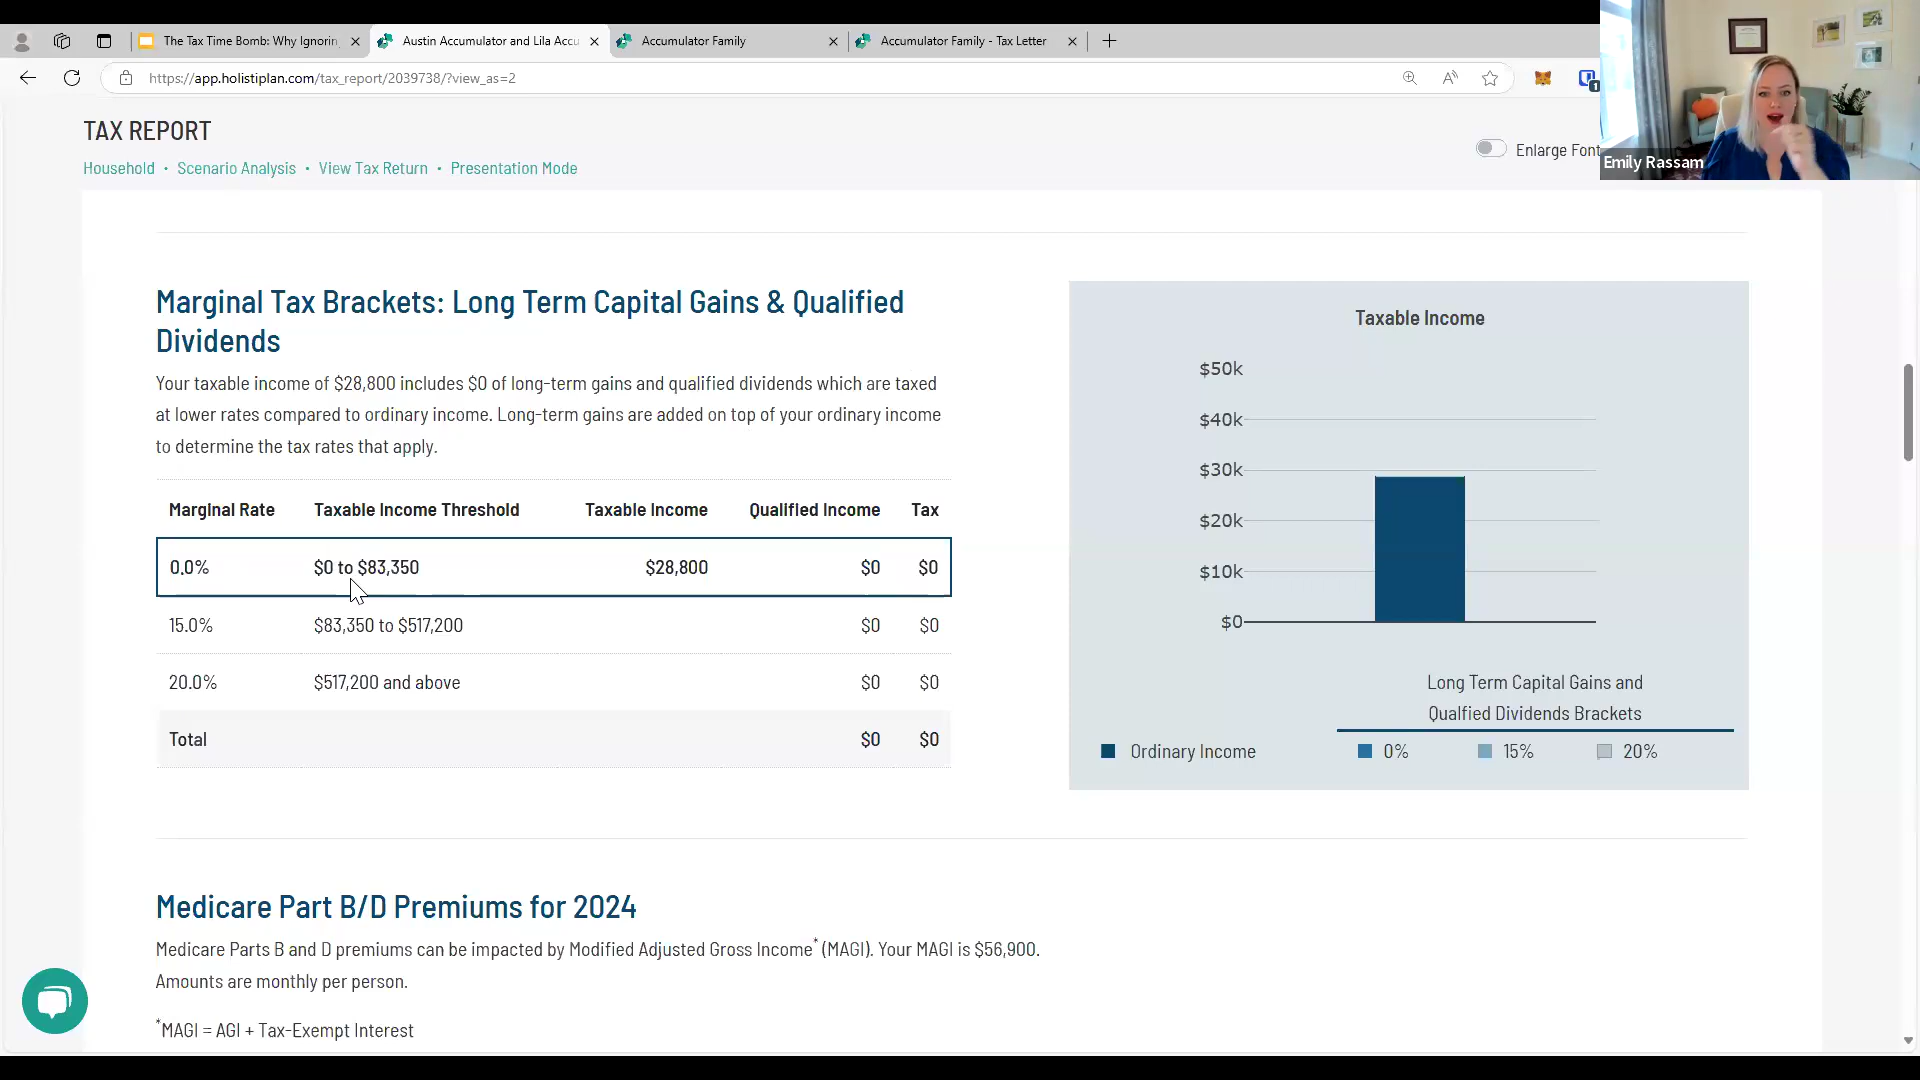 The Tax Time Bomb: Why Ignorin
Austin Accumulator and Lila Accu
Accumulator Family
Accumulator Family - Tax Letter
https://app.holistiplan.com/tax_report/2039738/?view_as=2
1
Emily Rassam
TAX REPORT
Household • Scenario Analysis • View Tax Return • Presentation Mode
Enlarge Font
Marginal Tax Brackets: Long Term Capital Gains & Qualified
Dividends
Your taxable income of $28,800 includes $0 of long-term gains and qualified dividends which are taxed
at lower rates compared to ordinary income. Long-term gains are added on top of your ordinary income
to determine the tax rates that apply.
Marginal Rate Taxable Income Threshold Taxable Income Qualified Income Tax
0.0% $0 to $83,350 $28,800 $0 $0
15.0% $83,350 to $517,200 $0 $0
20.0% $517,200 and above $0 $0
Total $0 $0
Taxable Income
$50k
$40k
$30k
$20k
$10k
$0
Long Term Capital Gains and
Qualfied Dividends Brackets
Ordinary Income 0% 15% 20%
Medicare Part B/D Premiums for 2024
Medicare Parts B and D premiums can be impacted by Modified Adjusted Gross Income* (MAGI). Your MAGI is $56,900.
Amounts are monthly per person.
*MAGI = AGI + Tax-Exempt Interest